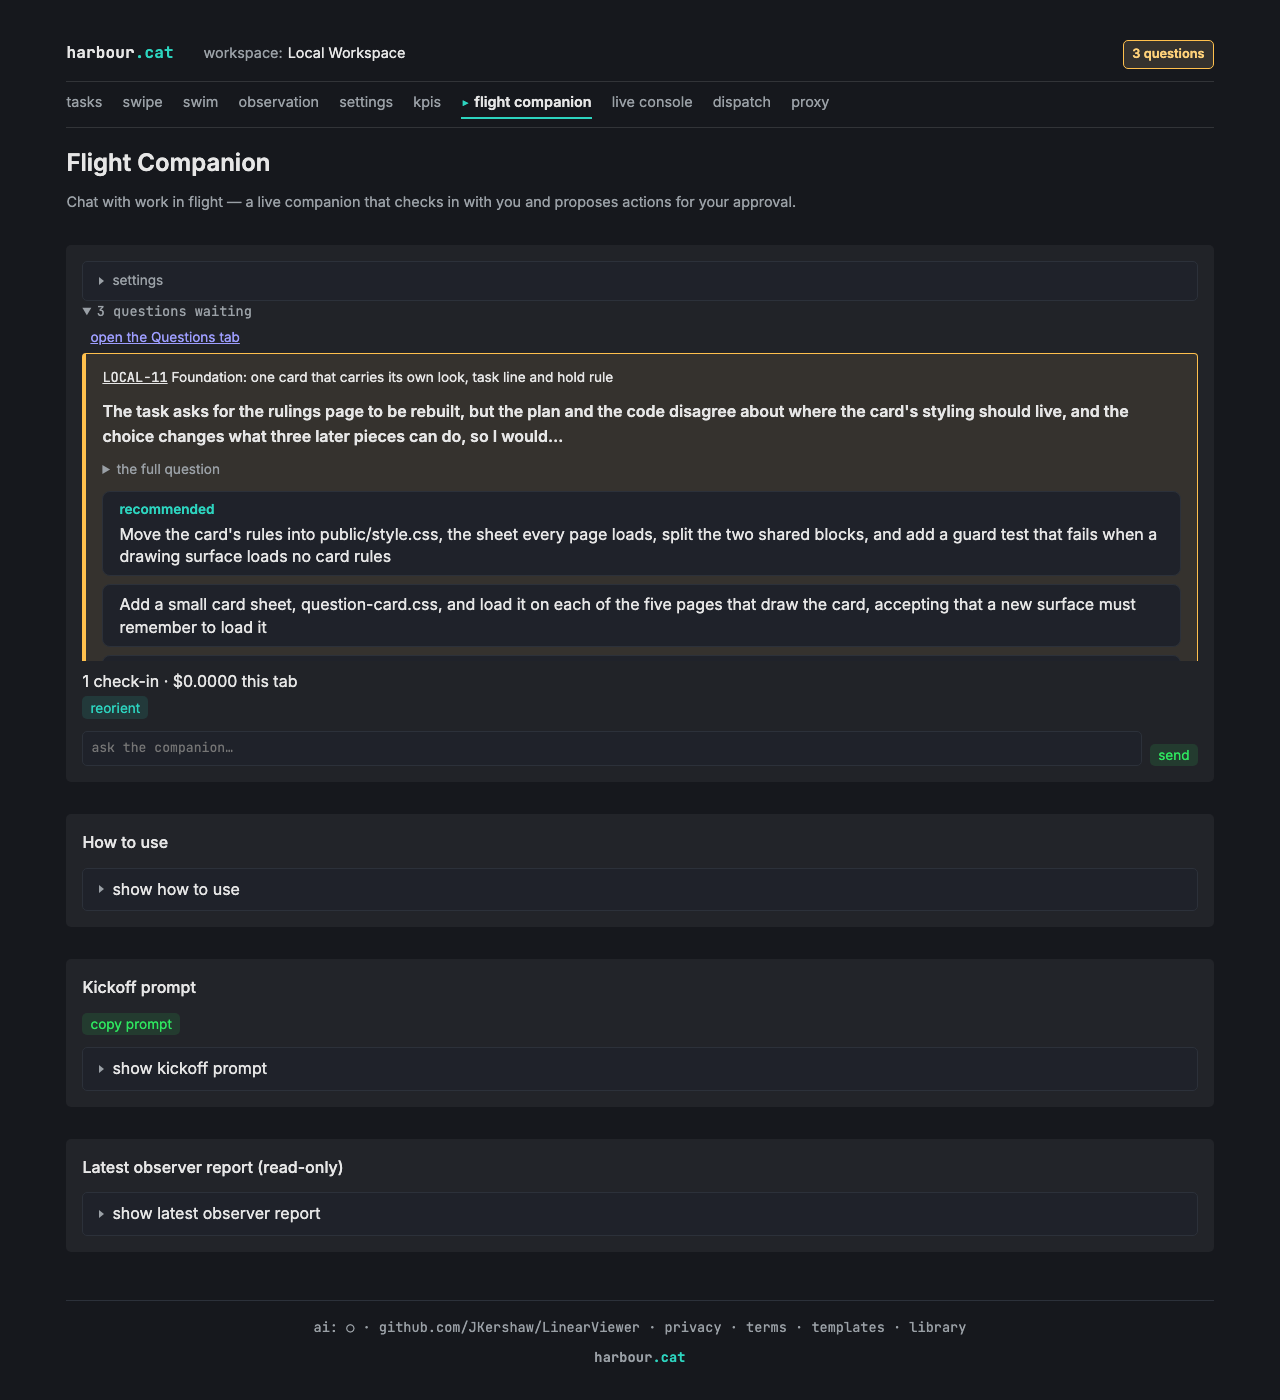 harbour.cat
workspace: Local Workspace
3 questions
tasks swipe swim observation settings kpis ▸ flight companion live console dispatch proxy
Flight Companion
Chat with work in flight — a live companion that checks in with you and proposes actions for your approval.
▸ settings
▼ 3 questions waiting
open the Questions tab
LOCAL-11 Foundation: one card that carries its own look, task line and hold rule
The task asks for the rulings page to be rebuilt, but the plan and the code disagree about where the card's styling should live, and the
choice changes what three later pieces can do, so I would…
▶ the full question
recommended
Move the card's rules into public/style.css, the sheet every page loads, split the two shared blocks, and add a guard test that fails when a
drawing surface loads no card rules
Add a small card sheet, question-card.css, and load it on each of the five pages that draw the card, accepting that a new surface must
remember to load it
1 check-in · $0.0000 this tab
reorient
ask the companion…
send
How to use
▸ show how to use
Kickoff prompt
copy prompt
▸ show kickoff prompt
Latest observer report (read-only)
▸ show latest observer report
ai: ○ · github.com/JKershaw/LinearViewer · privacy · terms · templates · library
harbour.cat